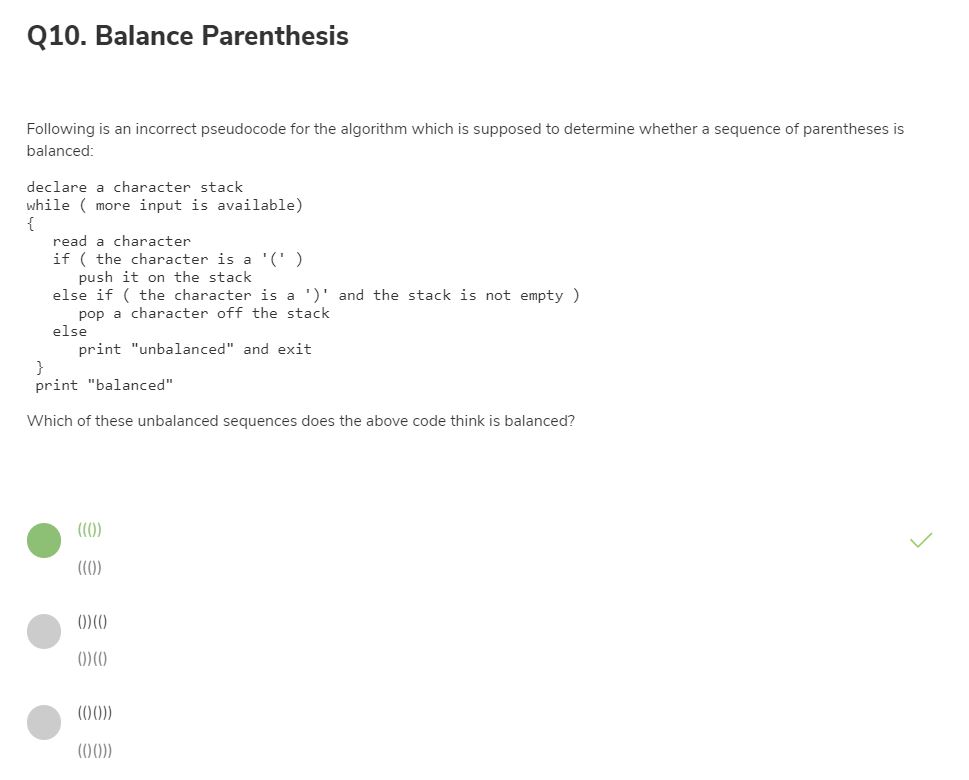 Q10. Balance Parenthesis
Following is an incorrect pseudocode for the algorithm which is supposed to determine whether a sequence of parentheses is
balanced:
declare a character stack
while ( more input is available)
{
   read a character
   if ( the character is a '(' )
      push it on the stack
   else if ( the character is a ')' and the stack is not empty )
      pop a character off the stack
   else
      print "unbalanced" and exit
 }
 print "balanced"
Which of these unbalanced sequences does the above code think is balanced?
((())
((())
())(()
())(()
(()()))
(()()))